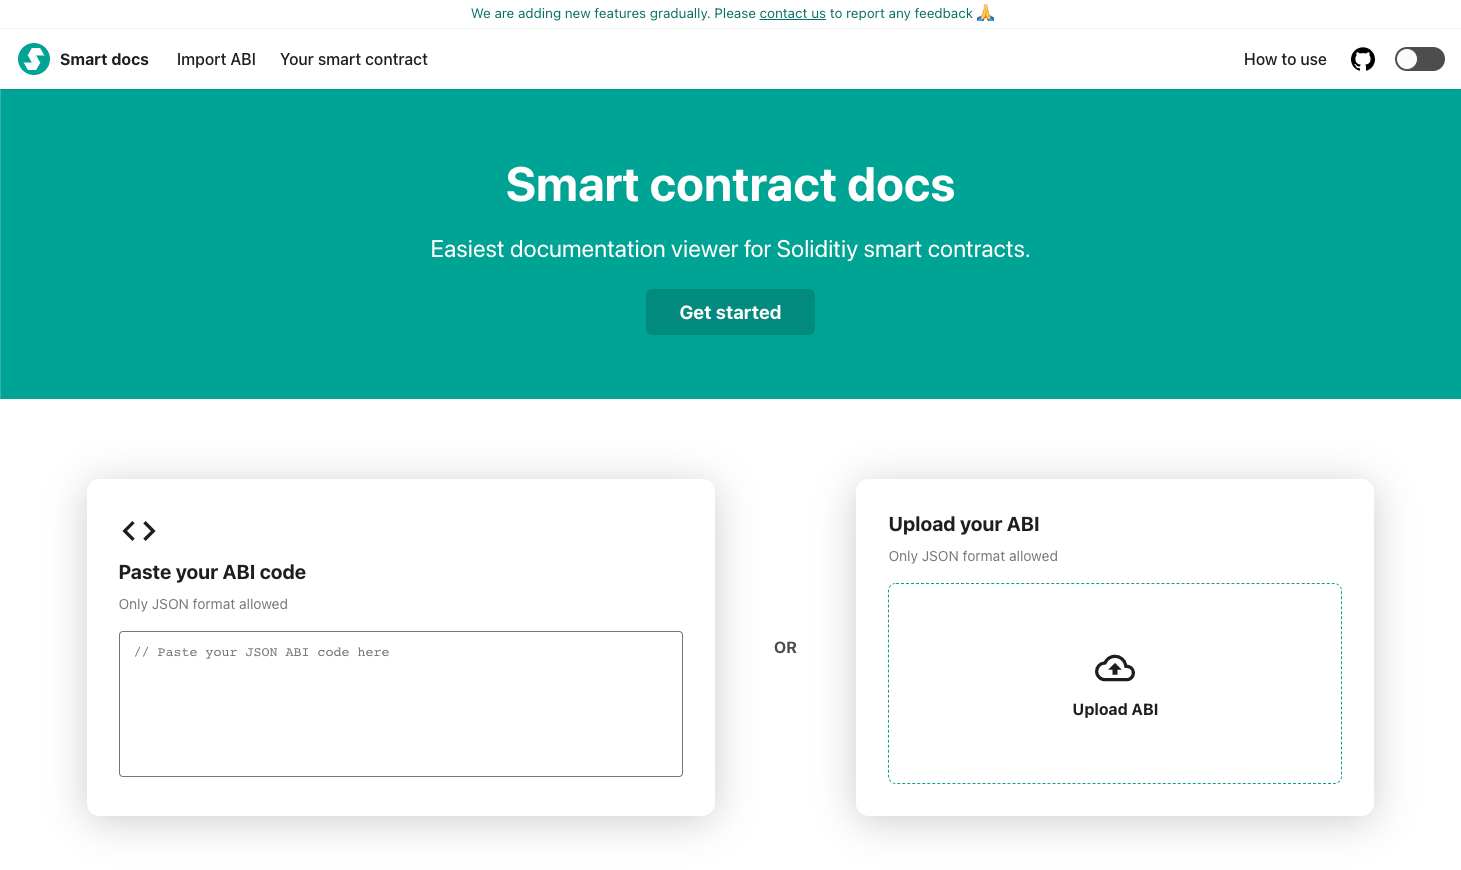 We are adding new features gradually. Please contact us to report any feedback 🙏
Smart docs
Import ABI
Your smart contract
How to use
Smart contract docs
Easiest documentation viewer for Soliditiy smart contracts.
Get started
Paste your ABI code
Only JSON format allowed
// Paste your JSON ABI code here
OR
Upload your ABI
Only JSON format allowed
Upload ABI